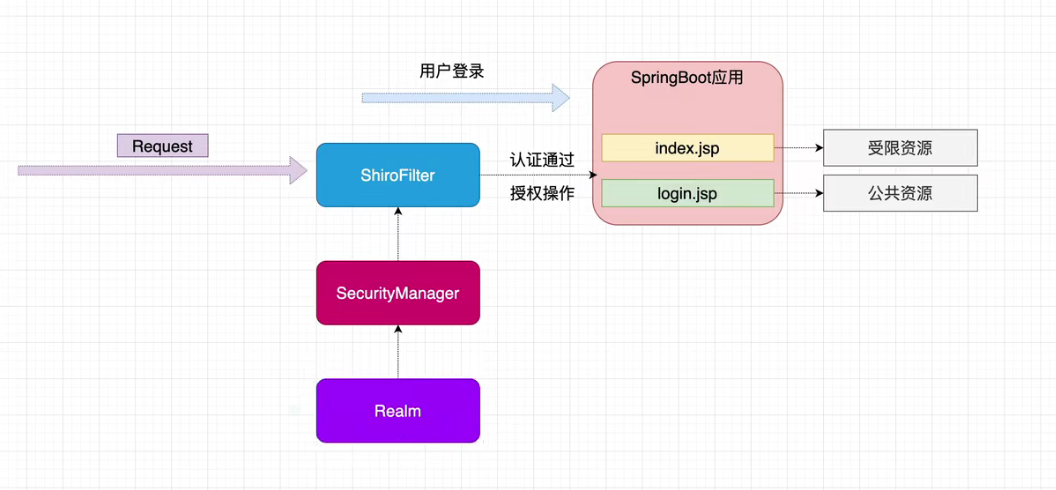 用户登录
SpringBoot应用
Request
index.jsp
受限资源
ShiroFilter
认证通过
授权操作
login.jsp
公共资源
SecurityManager
Realm